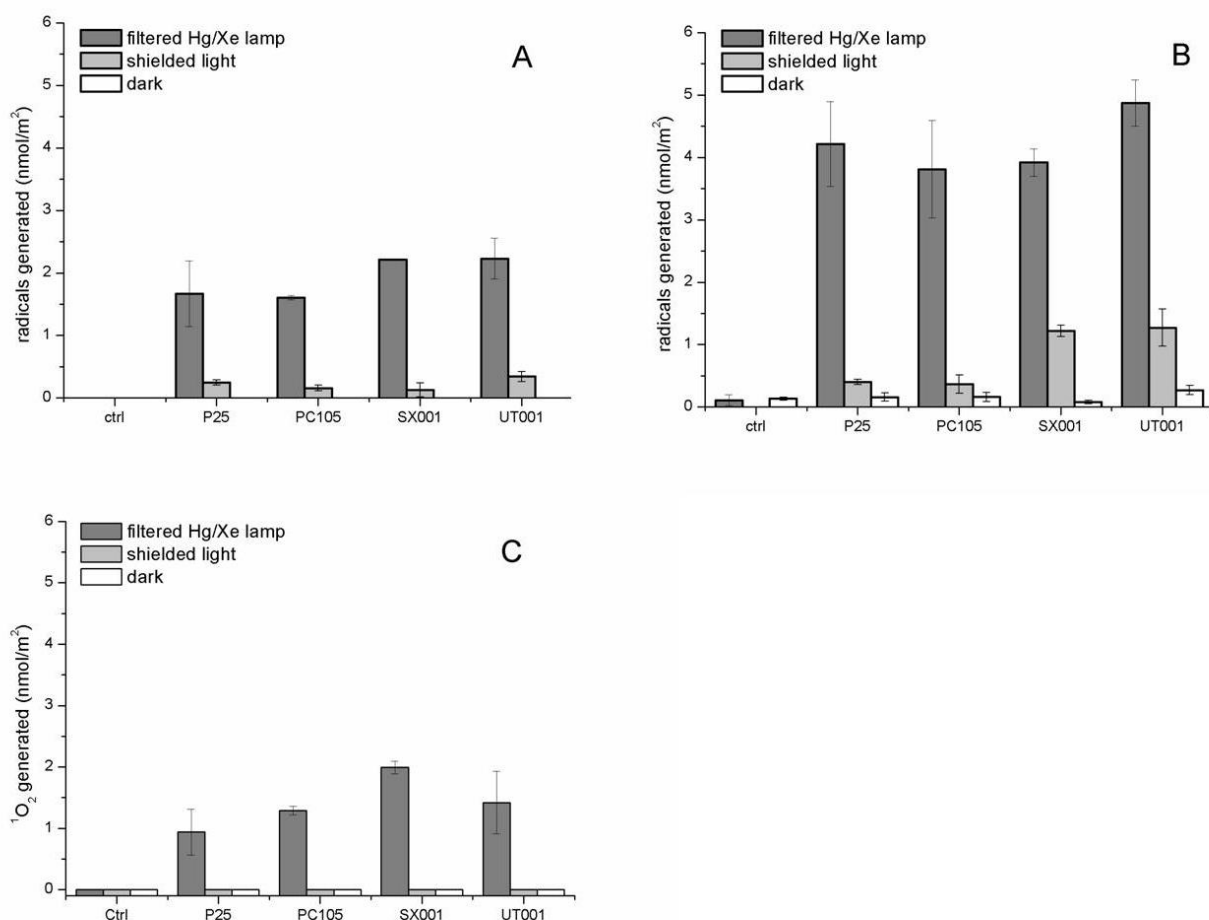 6
5
4
3
2
1
0
radicals generated (nmol/m²)
filtered Hg/Xe lamp
shielded light
dark
A
ctrl P25 PC105 SX001 UT001
6
5
4
3
2
1
0
radicals generated (nmol/m²)
filtered Hg/Xe lamp
shielded light
dark
B
ctrl P25 PC105 SX001 UT001
6
5
4
3
2
1
0
¹O₂ generated (nmol/m²)
filtered Hg/Xe lamp
shielded light
dark
C
Ctrl P25 PC105 SX001 UT001